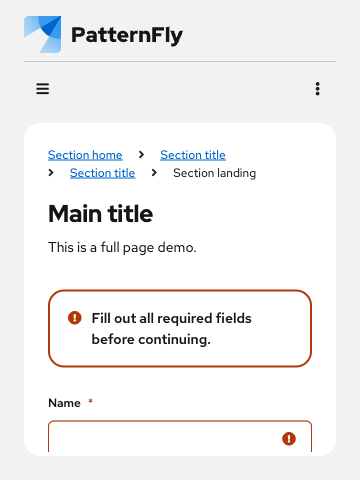 PatternFly
Section home > Section title
> Section title > Section landing
Main title
This is a full page demo.
Fill out all required fields
before continuing.
Name *